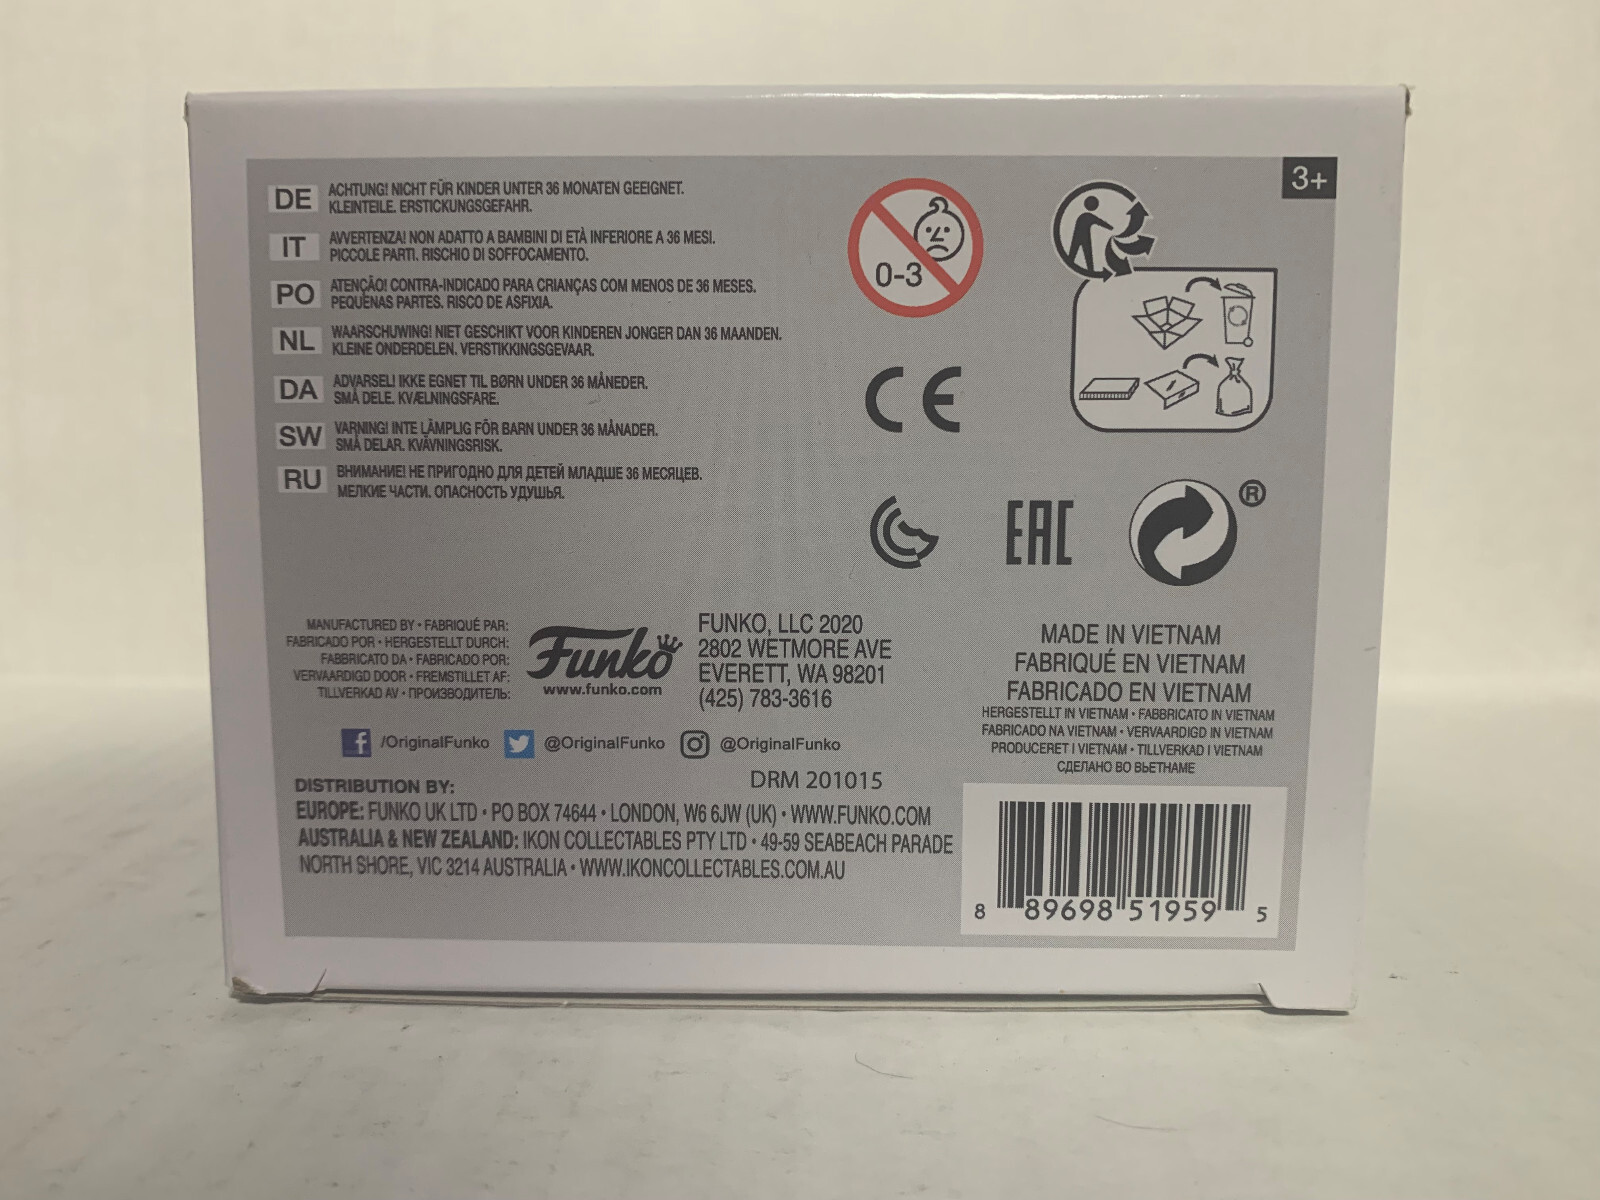 3+
DE ACHTUNG! NICHT FÜR KINDER UNTER 36 MONATEN GEEIGNET.
KLEINTEILE. ERSTICKUNGSGEFAHR.
IT AVVERTENZA! NON ADATTO A BAMBINI DI ETÀ INFERIORE A 36 MESI.
PICCOLE PARTI. RISCHIO DI SOFFOCAMENTO.
PO ATENÇÃO! CONTRA-INDICADO PARA CRIANÇAS COM MENOS DE 36 MESES.
PEQUENAS PARTES. RISCO DE ASFIXIA.
NL WAARSCHUWING! NIET GESCHIKT VOOR KINDEREN JONGER DAN 36 MAANDEN.
KLEINE ONDERDELEN. VERSTIKKINGSGEVAAR.
DA ADVARSEL! IKKE EGNET TIL BØRN UNDER 36 MÅNEDER.
SMÅ DELE. KVÆLNINGSFARE.
SW VARNING! INTE LÄMPLIG FÖR BARN UNDER 36 MÅNADER.
SMÅ DELAR. KVÄVNINGSRISK.
RU ВНИМАНИЕ! НЕ ПРИГОДНО ДЛЯ ДЕТЕЙ МЛАДШЕ 36 МЕСЯЦЕВ.
МЕЛКИЕ ЧАСТИ. ОПАСНОСТЬ УДУШЬЯ.
0-3
CE
EAC
®
MANUFACTURED BY • FABRIQUÉ PAR:
FABRICADO POR • HERGESTELLT DURCH:
FABBRICATO DA • FABRICADO POR:
VERVAARDIGD DOOR • FREMSTILLET AF:
TILLVERKAD AV • ПРОИЗВОДИТЕЛЬ:
Funko
www.funko.com
FUNKO, LLC 2020
2802 WETMORE AVE
EVERETT, WA 98201
(425) 783-3616
/OriginalFunko @OriginalFunko @OriginalFunko
DRM 201015
DISTRIBUTION BY:
EUROPE: FUNKO UK LTD • PO BOX 74644 • LONDON, W6 6JW (UK) • WWW.FUNKO.COM
AUSTRALIA & NEW ZEALAND: IKON COLLECTABLES PTY LTD • 49-59 SEABEACH PARADE
NORTH SHORE, VIC 3214 AUSTRALIA • WWW.IKONCOLLECTABLES.COM.AU
MADE IN VIETNAM
FABRIQUÉ EN VIETNAM
FABRICADO EN VIETNAM
HERGESTELLT IN VIETNAM • FABBRICATO IN VIETNAM
FABRICADO NA VIETNAM • VERVAARDIGD IN VIETNAM
PRODUCERET I VIETNAM • TILLVERKAD I VIETNAM
СДЕЛАНО ВО ВЬЕТНАМЕ
8 89698 51959 5